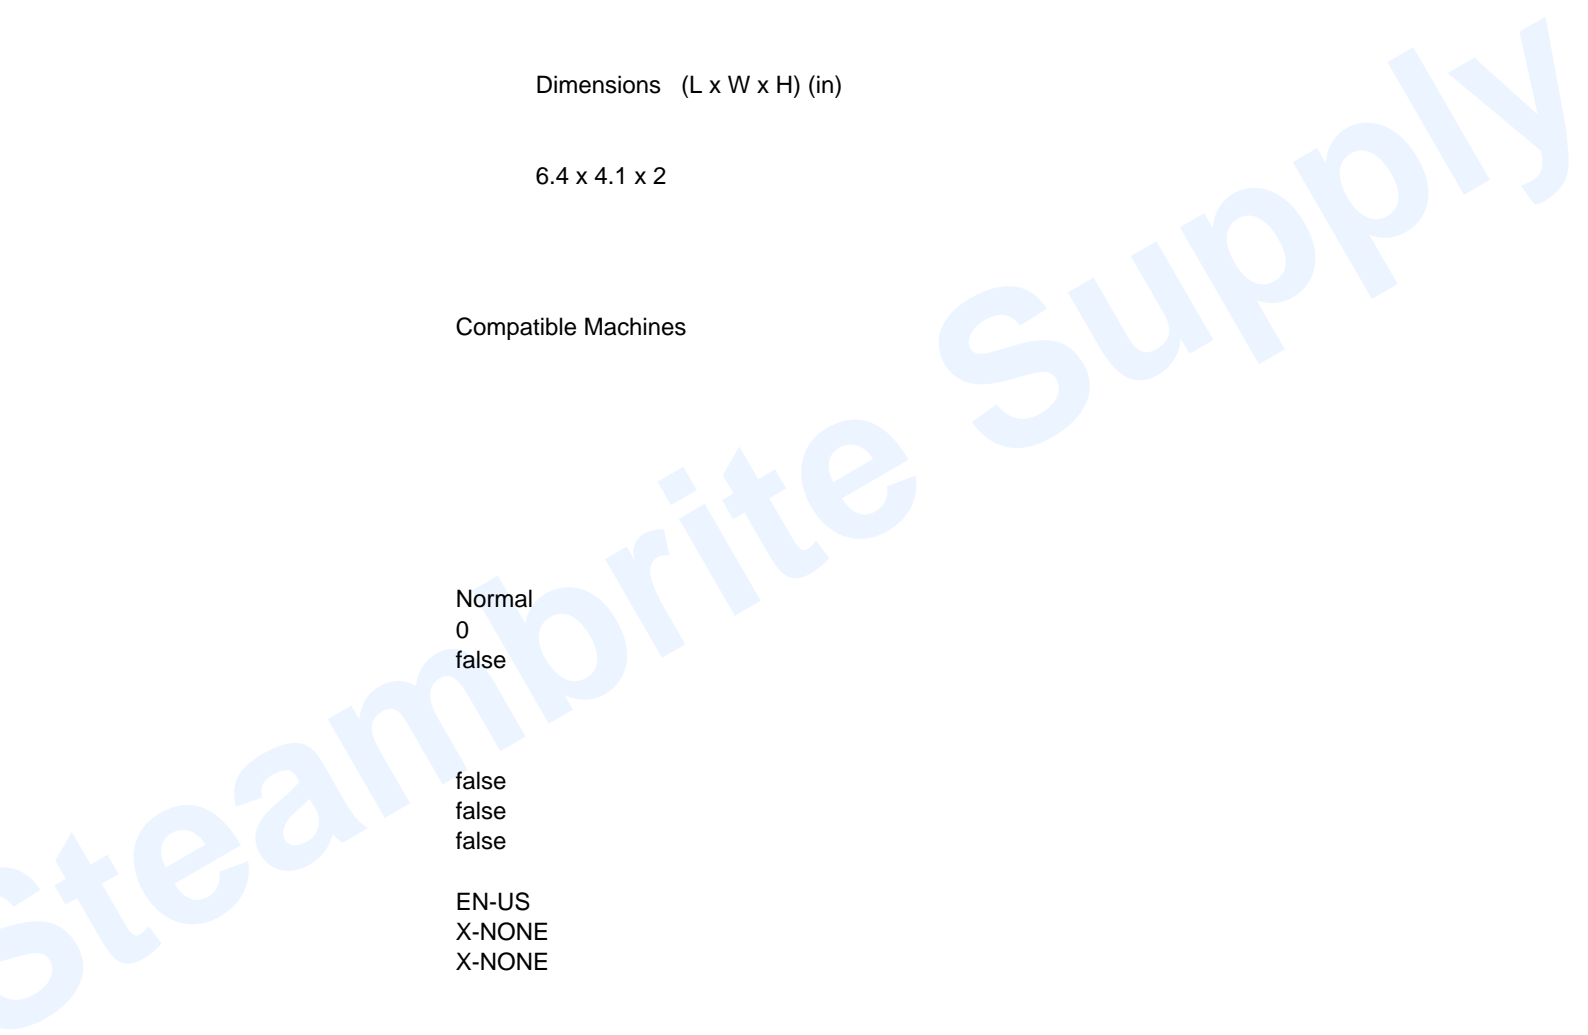 Dimensions (L x W x H) (in)
6.4 x 4.1 x 2
Compatible Machines
Normal
0
false
false
false
false
EN-US
X-NONE
X-NONE
Steambrite Supply